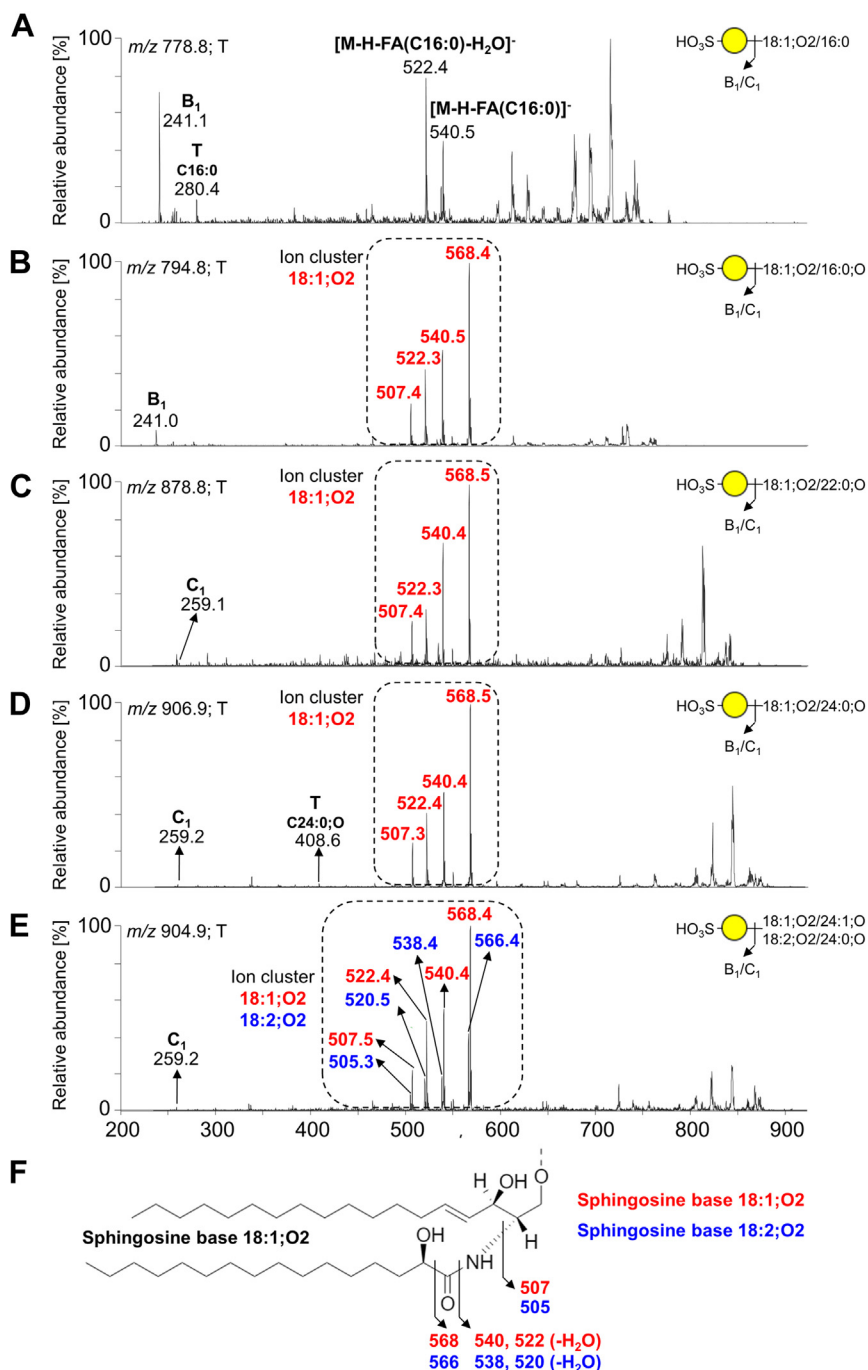 A
Relative abundance [%]
100
0
m/z 778.8; T
B₁
241.1
T
C16:0
280.4
[M-H-FA(C16:0)-H₂O]⁻
522.4
[M-H-FA(C16:0)]⁻
540.5
HO₃S
18:1;O2/16:0
B₁/C₁
B
Relative abundance [%]
100
0
m/z 794.8; T
B₁
241.0
Ion cluster
18:1;O2
568.4
540.5
522.3
507.4
HO₃S
18:1;O2/16:0;O
B₁/C₁
C
Relative abundance [%]
100
0
m/z 878.8; T
C₁
259.1
Ion cluster
18:1;O2
568.5
540.4
522.3
507.4
HO₃S
18:1;O2/22:0;O
B₁/C₁
D
Relative abundance [%]
100
0
m/z 906.9; T
C₁
259.2
T
C24:0;O
408.6
Ion cluster
18:1;O2
568.5
540.4
522.4
507.3
HO₃S
18:1;O2/24:0;O
B₁/C₁
E
Relative abundance [%]
100
0
m/z 904.9; T
C₁
259.2
Ion cluster
18:1;O2
18:2;O2
568.4
538.4
566.4
522.4
540.4
520.5
507.5
505.3
HO₃S
18:1;O2/24:1;O
18:2;O2/24:0;O
B₁/C₁
200 300 400 500 600 700 800 900
F
H
OH
O
Sphingosine base 18:1;O2
Sphingosine base 18:2;O2
Sphingosine base 18:1;O2
OH
NH
H
O
507
505
568 540, 522 (-H₂O)
566 538, 520 (-H₂O)